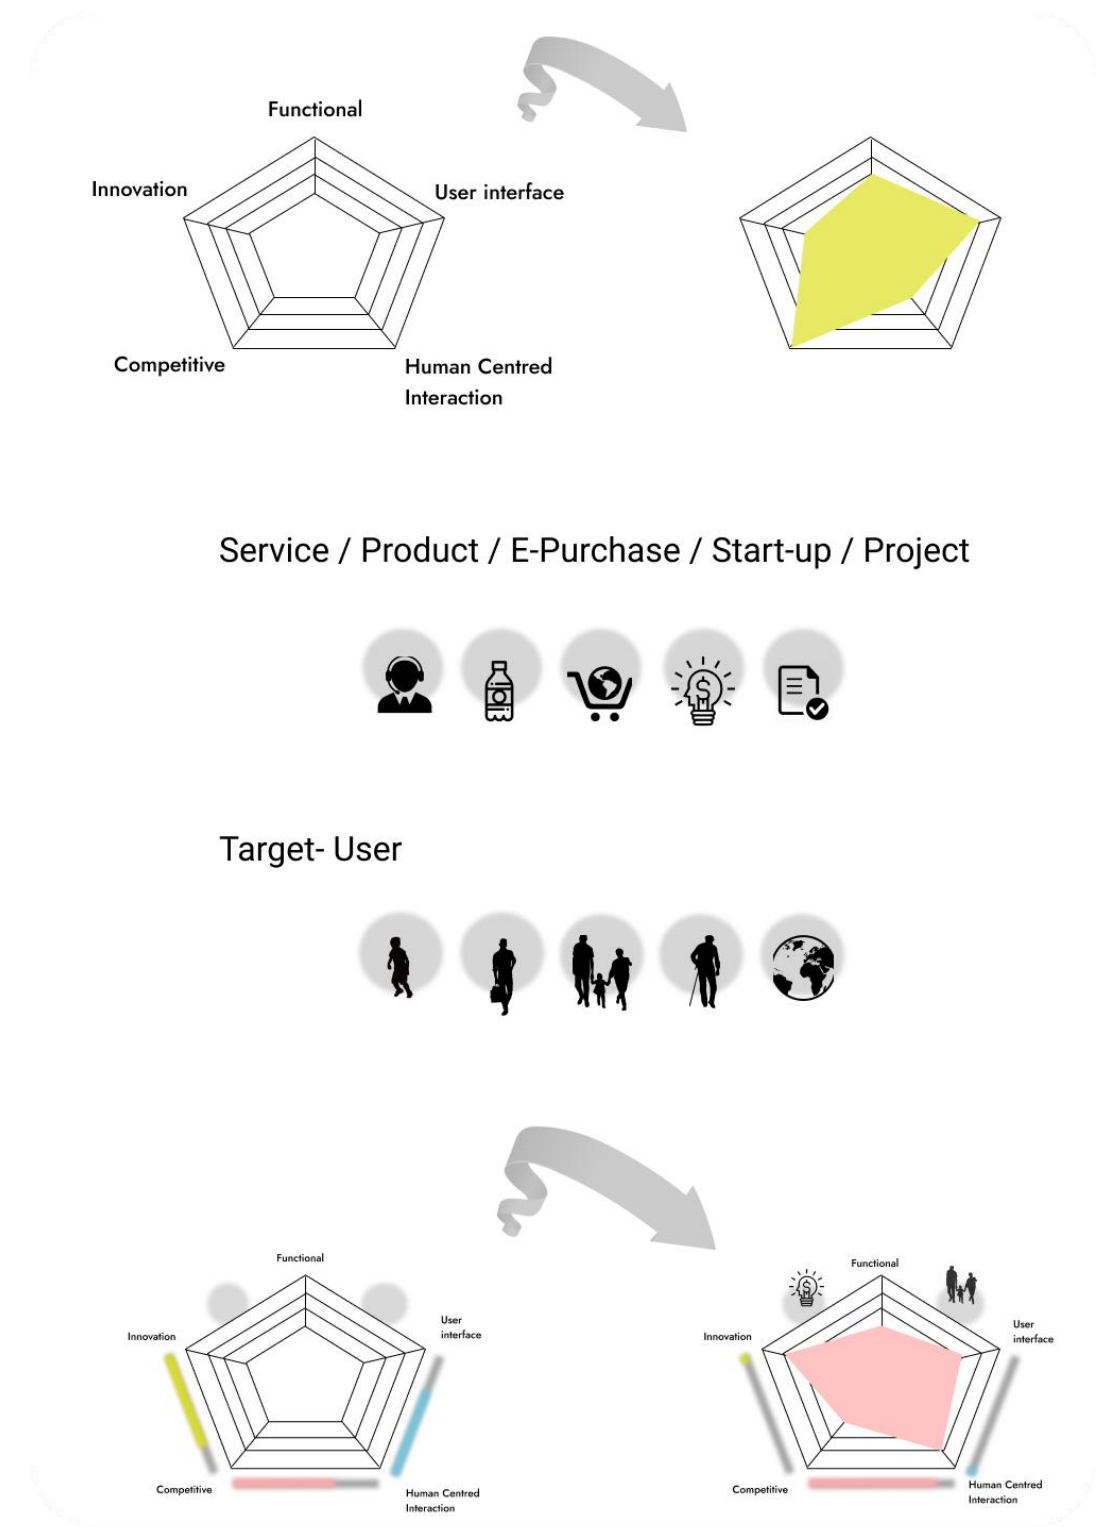 Functional
Innovation
User interface
Competitive
Human Centred
Interaction
Service / Product / E-Purchase / Start-up / Project
$
Target- User
Functional
User
interface
Innovation
Competitive
Human Centred
Interaction
Functional
$
User
interface
Innovation
Competitive
Human Centred
Interaction